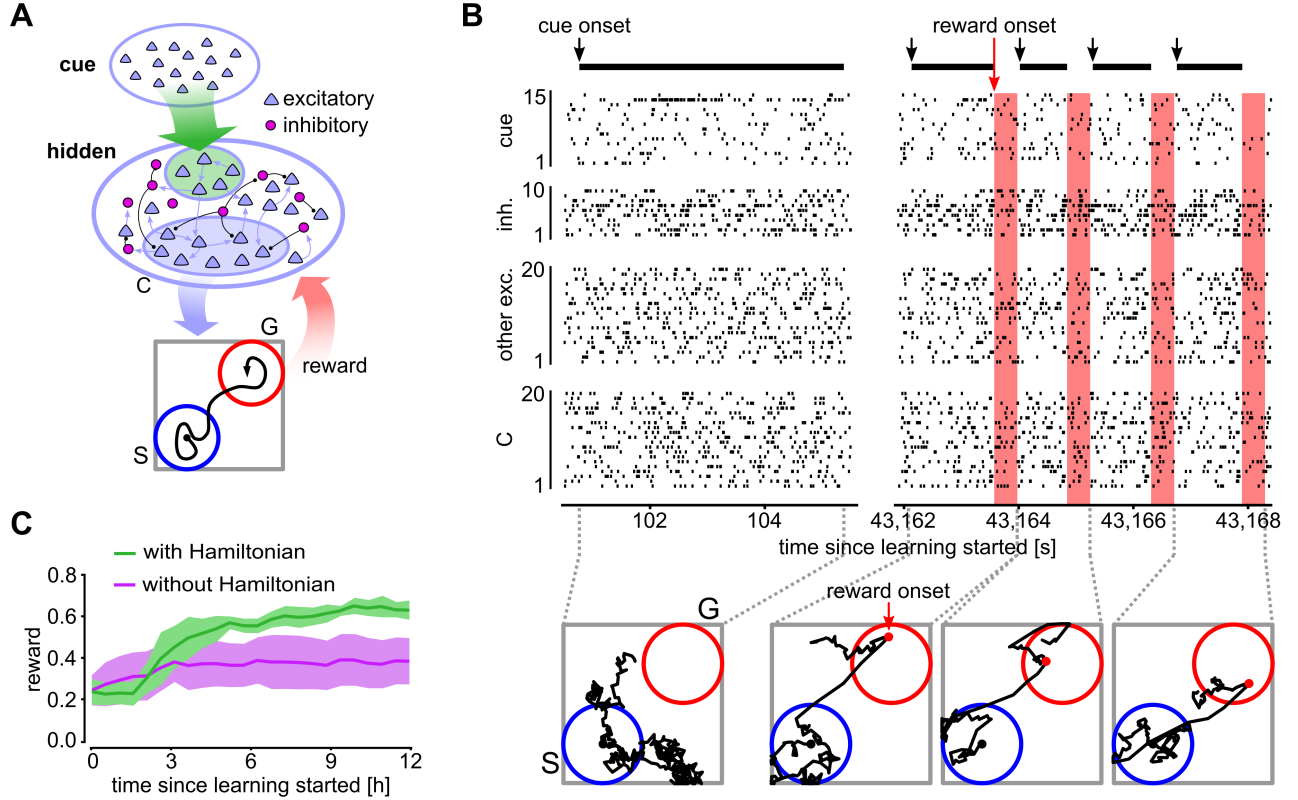 A
cue
excitatory
inhibitory
hidden
C
G
reward
S
B
cue onset
reward onset
15
cue
1
10
inh.
1
20
other exc.
1
20
C
1
102 104 43,162 43,164 43,166 43,168
time since learning started [s]
reward onset
G
S
C
with Hamiltonian
without Hamiltonian
0.8
0.6
0.4
0.2
0.0
reward
0 3 6 9 12
time since learning started [h]